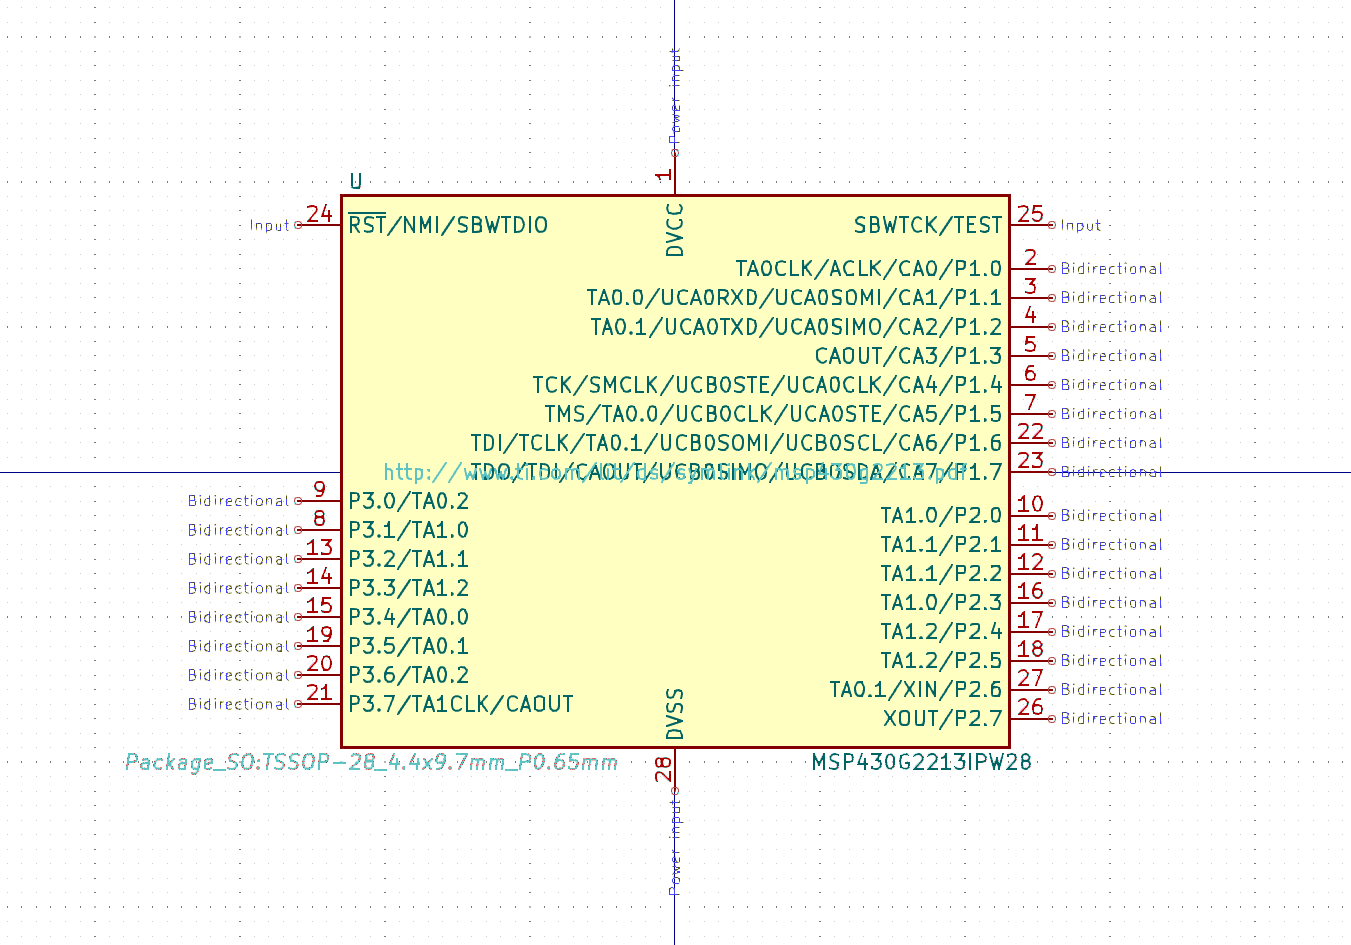 Power input
1
U
DVCC
Input 24 RST/NMI/SBWTDIO
SBWTCK/TEST 25 Input
TA0CLK/ACLK/CA0/P1.0 2 Bidirectional
TA0.0/UCA0RXD/UCA0SOMI/CA1/P1.1 3 Bidirectional
TA0.1/UCA0TXD/UCA0SIMO/CA2/P1.2 4 Bidirectional
CAOUT/CA3/P1.3 5 Bidirectional
TCK/SMCLK/UCB0STE/UCA0CLK/CA4/P1.4 6 Bidirectional
TMS/TA0.0/UCB0CLK/UCA0STE/CA5/P1.5 7 Bidirectional
TDI/TCLK/TA0.1/UCB0SOMI/UCB0SCL/CA6/P1.6 22 Bidirectional
TDO/TDI/CAOUT/UCB0SIMO/UCB0SDA/CA7/P1.7 23 Bidirectional
http://www.ti.com/lit/ds/symlink/msp430g2213.pdf
Bidirectional 9 P3.0/TA0.2
Bidirectional 8 P3.1/TA1.0
Bidirectional 13 P3.2/TA1.1
Bidirectional 14 P3.3/TA1.2
Bidirectional 15 P3.4/TA0.0
Bidirectional 19 P3.5/TA0.1
Bidirectional 20 P3.6/TA0.2
Bidirectional 21 P3.7/TA1CLK/CAOUT
TA1.0/P2.0 10 Bidirectional
TA1.1/P2.1 11 Bidirectional
TA1.1/P2.2 12 Bidirectional
TA1.0/P2.3 16 Bidirectional
TA1.2/P2.4 17 Bidirectional
TA1.2/P2.5 18 Bidirectional
TA0.1/XIN/P2.6 27 Bidirectional
XOUT/P2.7 26 Bidirectional
DVSS
Package_SO:TSSOP-28_4.4x9.7mm_P0.65mm
MSP430G2213IPW28
28
Power input